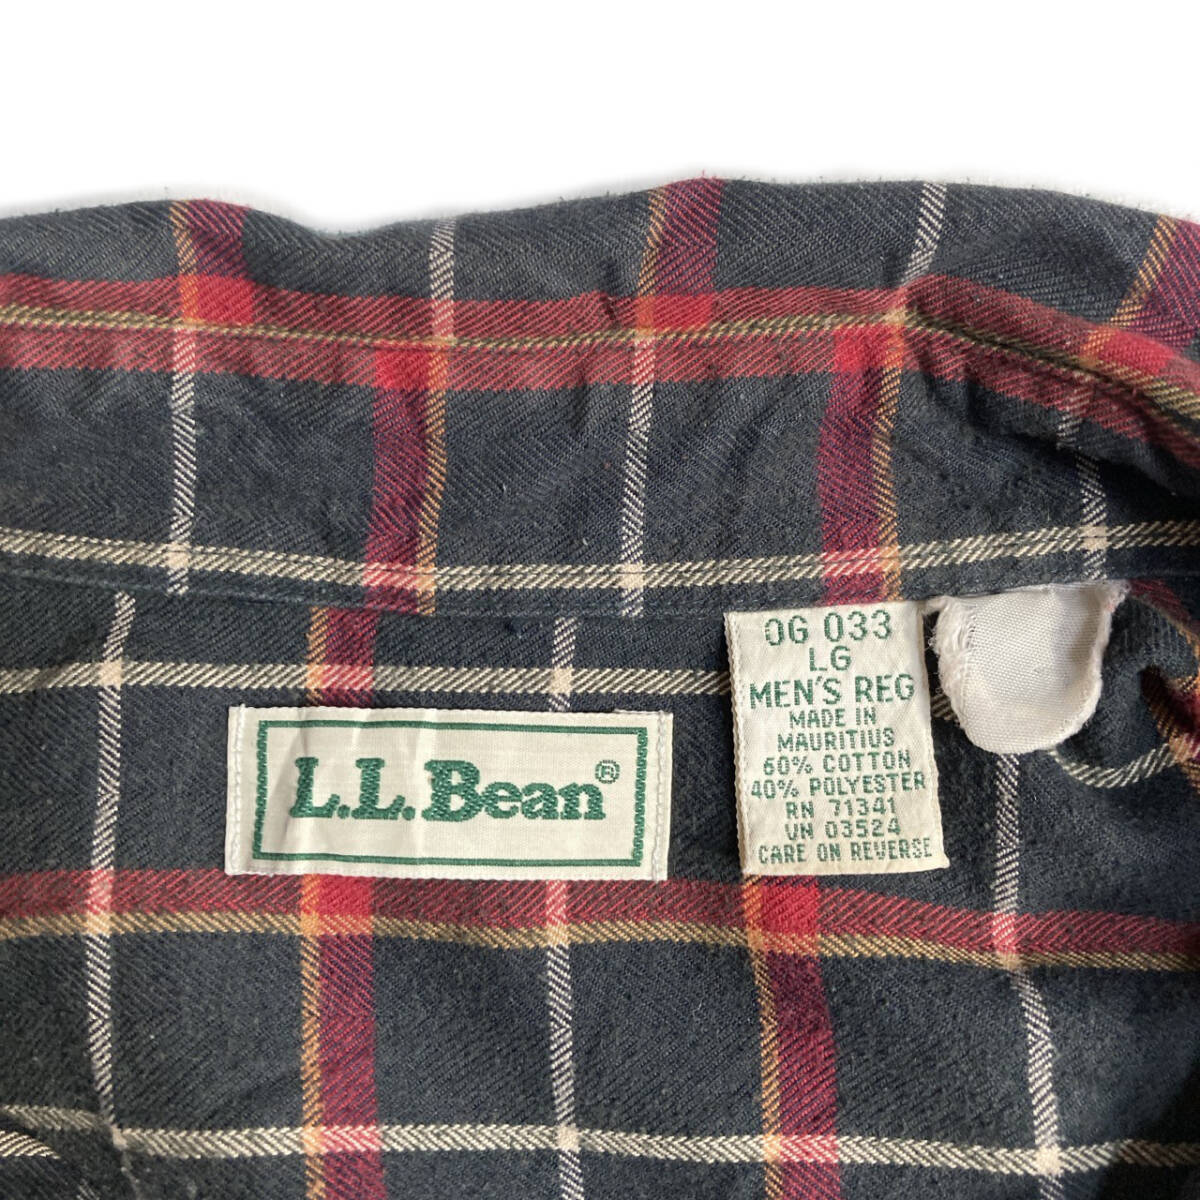 L.L.Bean®
0G 033
LG
MEN'S REG
MADE IN
MAURITIUS
60% COTTON
40% POLYESTER
RN 71341
VN 03524
CARE ON REVERSE